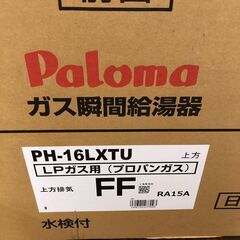 Paloma
ガス瞬間給湯器
PH-16LXTU
上方
LPガス用（プロパンガス）
上方排気
FF
RA15A
水検付